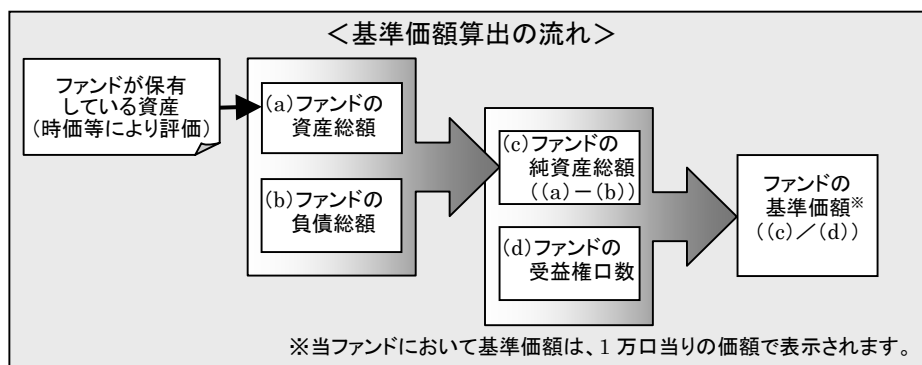 ＜基準価額算出の流れ＞
ファンドが保有
している資産
（時価等により評価）
(a)ファンドの
資産総額
(b)ファンドの
負債総額
(c)ファンドの
純資産総額
((a)－(b))
(d)ファンドの
受益権口数
ファンドの
基準価額※
((c)／(d))
※当ファンドにおいて基準価額は、1万口当りの価額で表示されます。